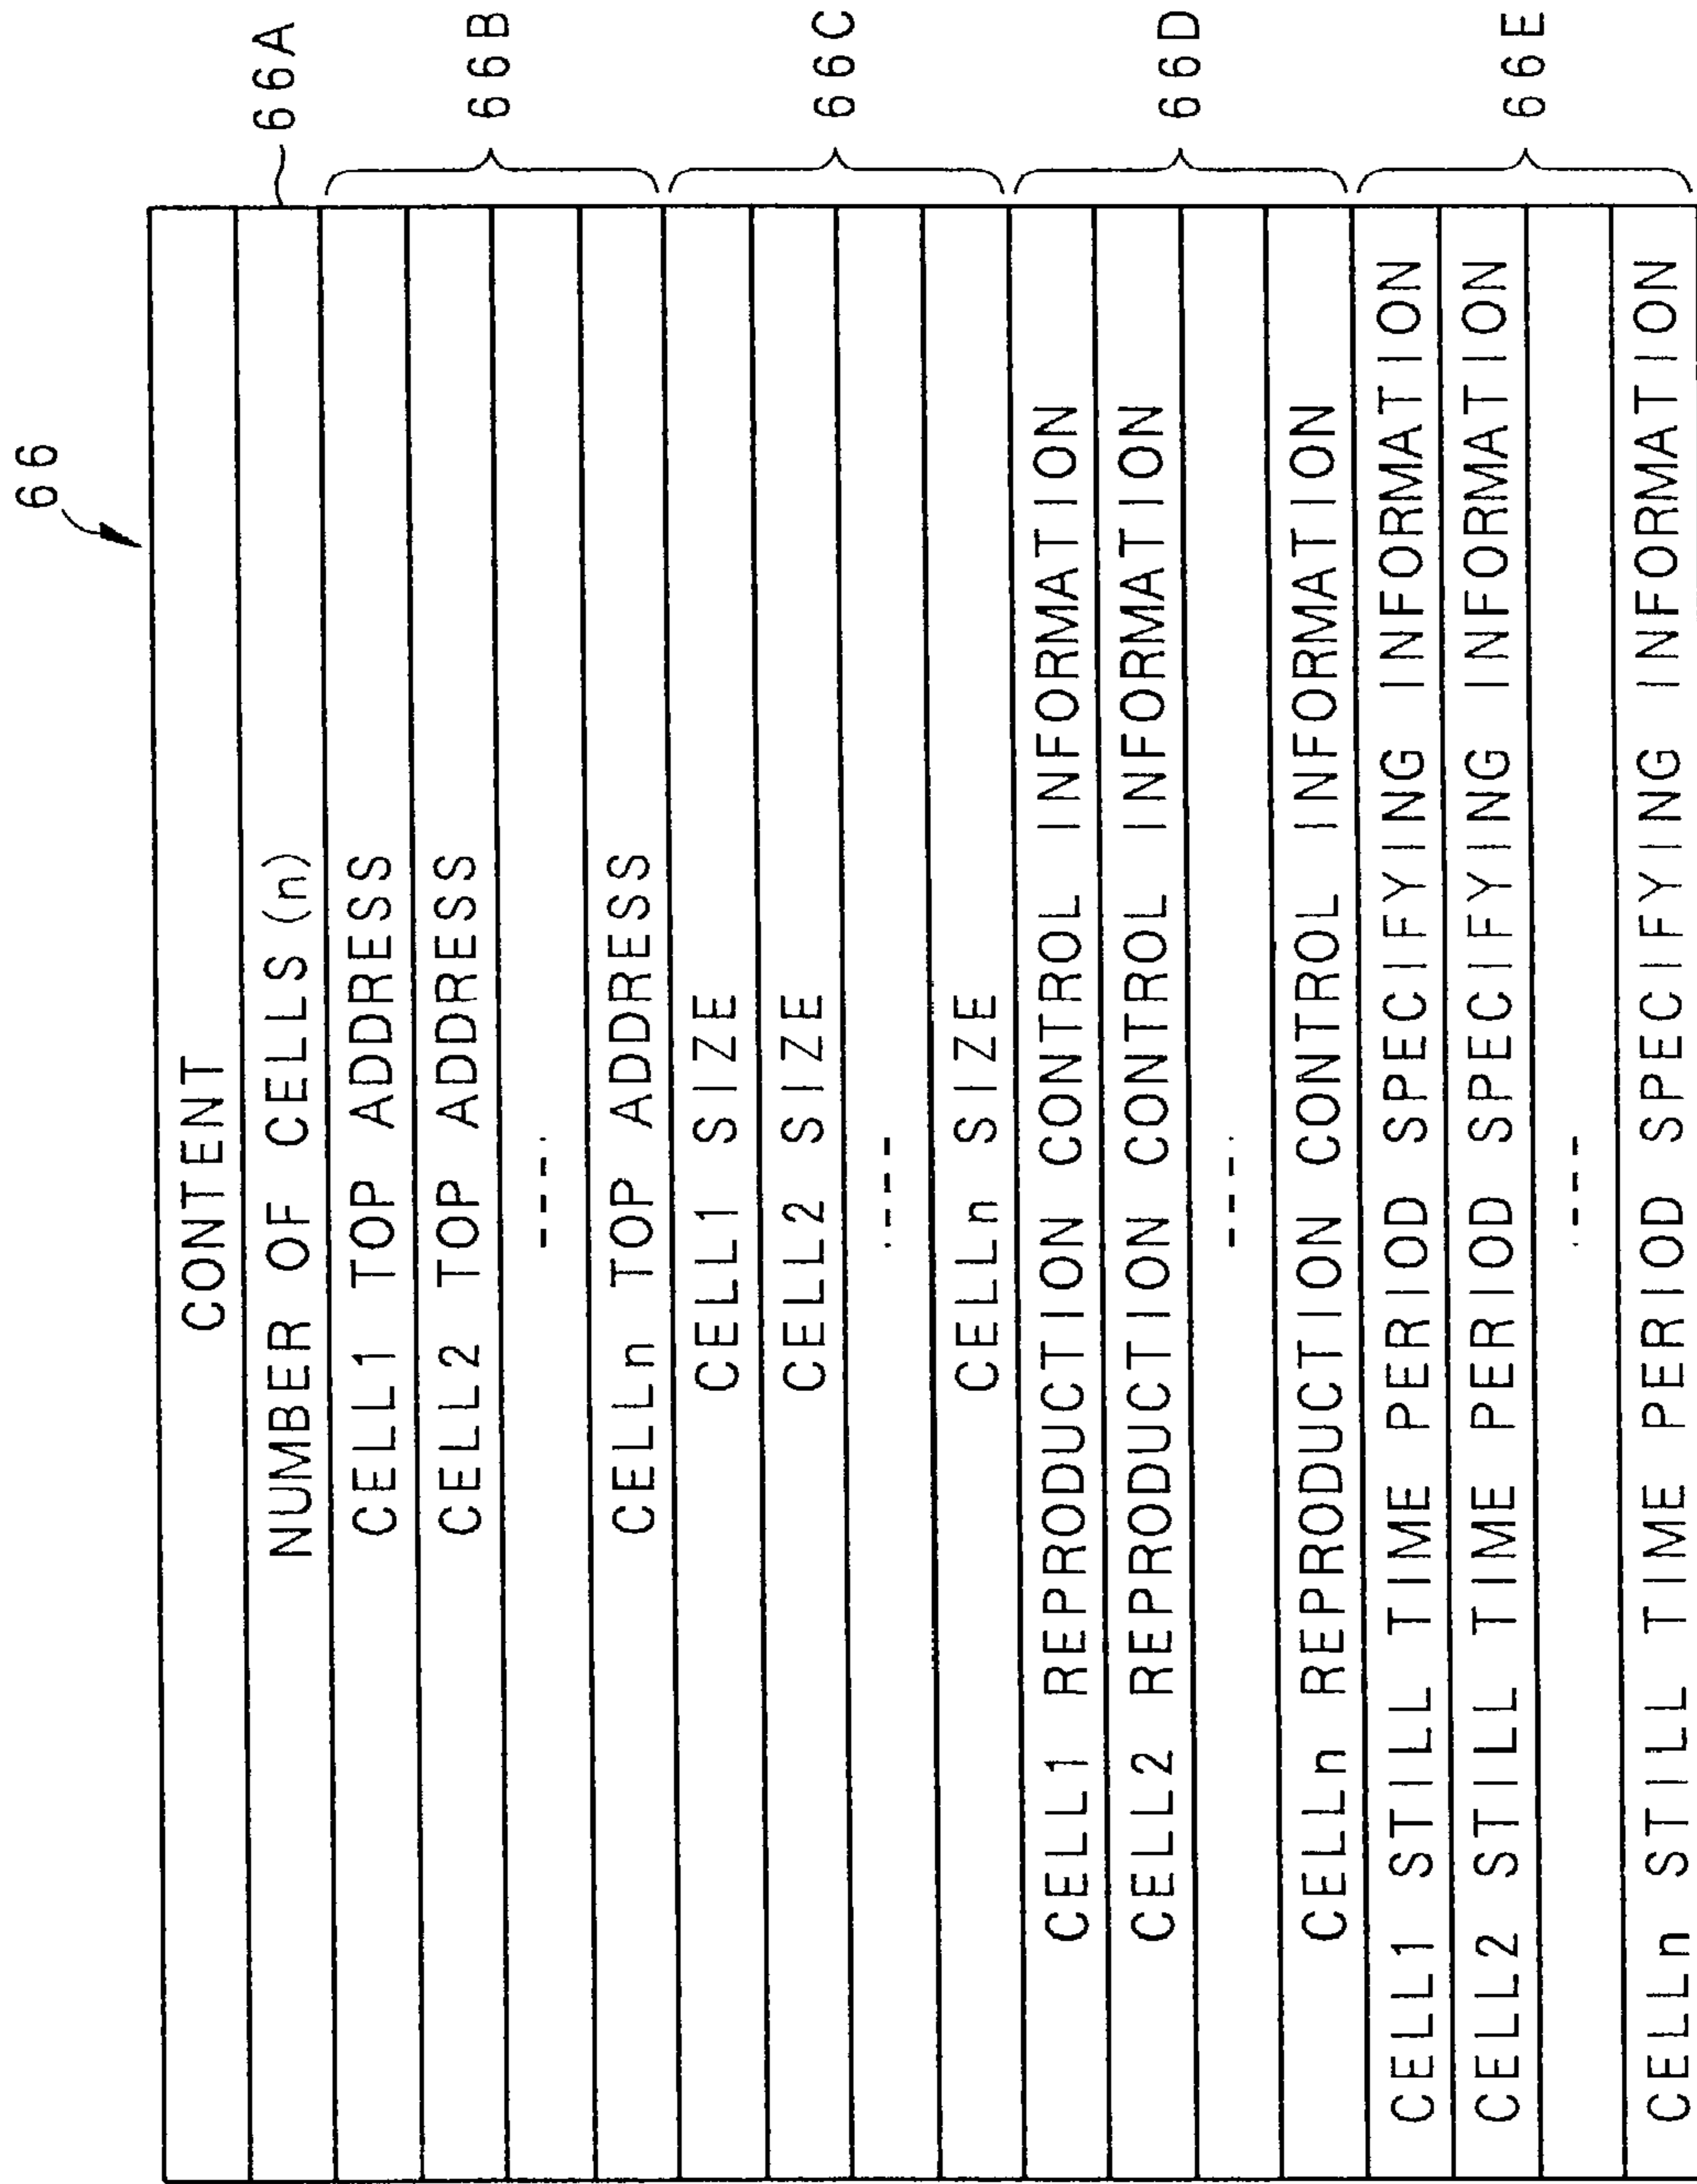 66
CONTENT
NUMBER OF CELLS (n)
66A
CELL1 TOP ADDRESS
CELL2 TOP ADDRESS
CELLn TOP ADDRESS
66B
CELL1 SIZE
CELL2 SIZE
CELLn SIZE
66C
CELL1 REPRODUCTION CONTROL INFORMATION
CELL2 REPRODUCTION CONTROL INFORMATION
CELLn REPRODUCTION CONTROL INFORMATION
66D
CELL1 STILL TIME PERIOD SPECIFYING INFORMATION
CELL2 STILL TIME PERIOD SPECIFYING INFORMATION
CELLn STILL TIME PERIOD SPECIFYING INFORMATION
66E